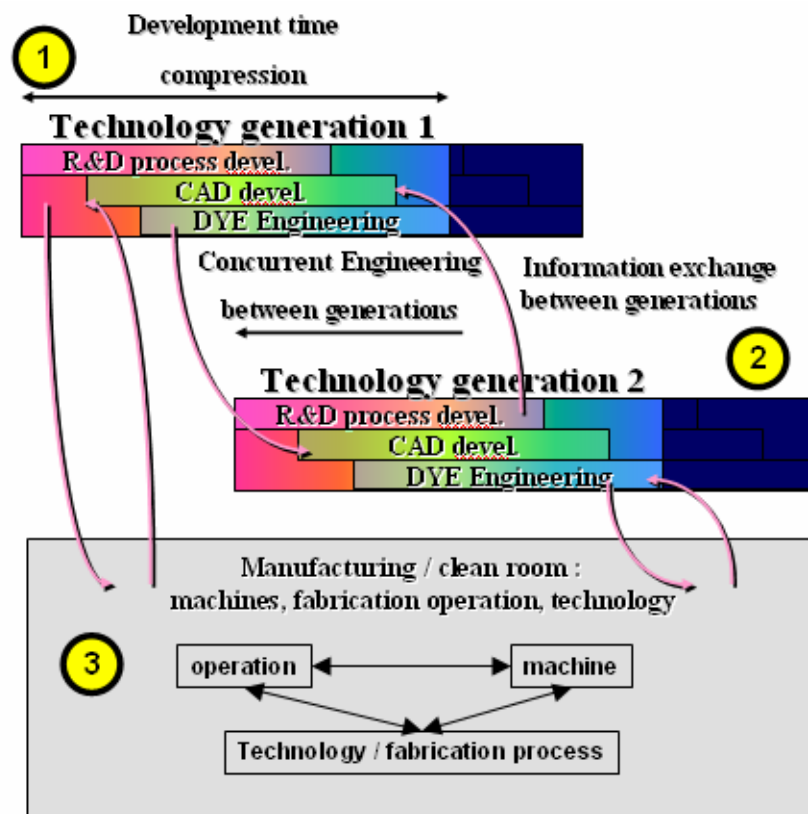 1
Development time
compression
Technology generation 1
R&D process devel.
CAD devel.
DYE Engineering
Concurrent Engineering
between generations
Information exchange
between generations
2
Technology generation 2
R&D process devel.
CAD devel.
DYE Engineering
Manufacturing / clean room :
machines, fabrication operation, technology
3
operation
machine
Technology / fabrication process